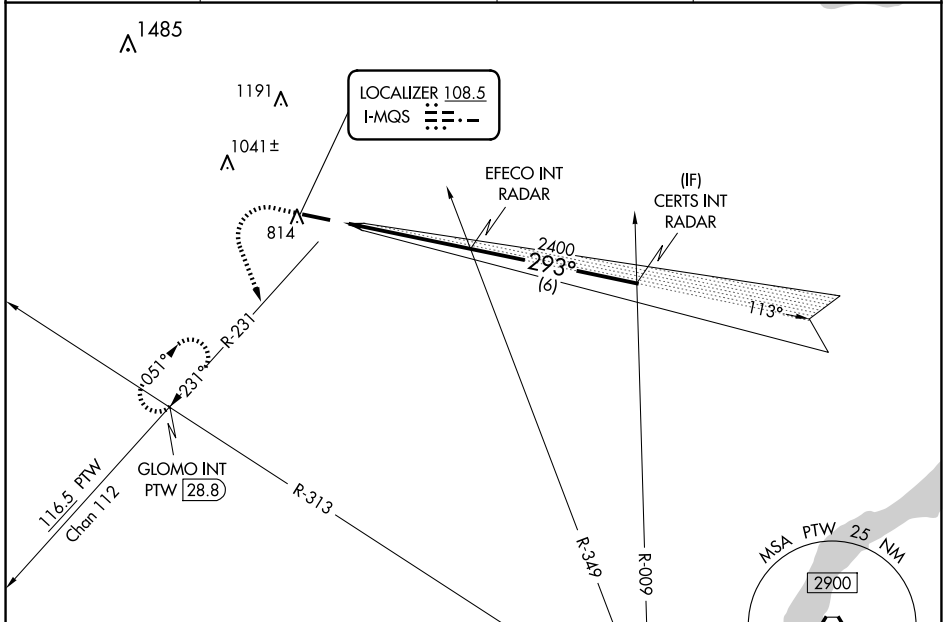 1485
1191
1041±
814
LOCALIZER 108.5
I-MQS
EFECO INT
RADAR
(IF)
CERTS INT
RADAR
2400
293°
(6)
113°
R-231
051°
231°
GLOMO INT
PTW 28.8
116.5 PTW
Chan 112
R-313
R-349
R-009
MSA PTW 25 NM
2900